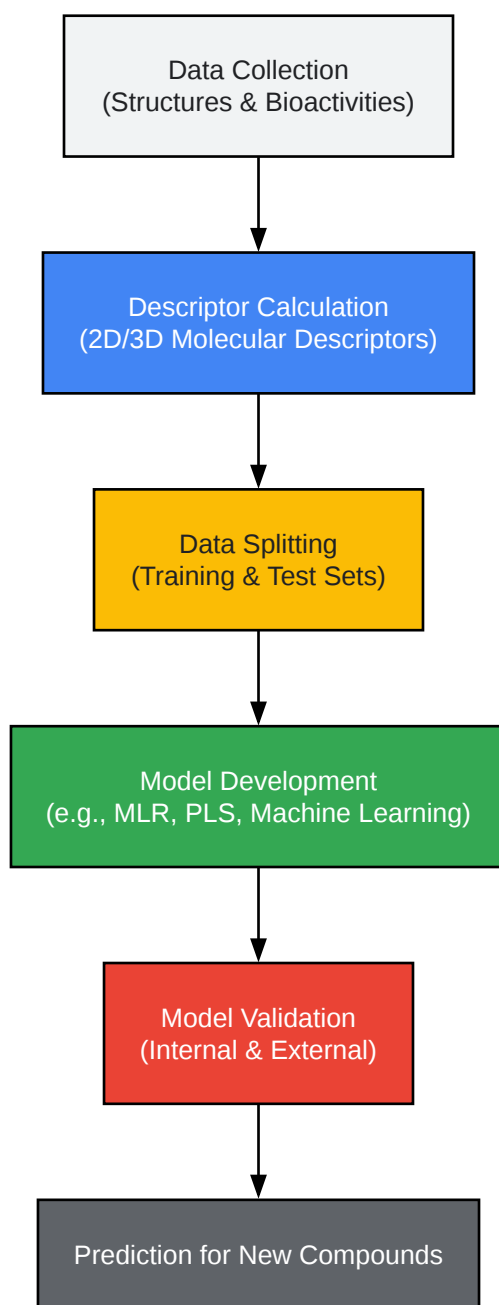 Data Collection
(Structures & Bioactivities)
Descriptor Calculation
(2D/3D Molecular Descriptors)
Data Splitting
(Training & Test Sets)
Model Development
(e.g., MLR, PLS, Machine Learning)
Model Validation
(Internal & External)
Prediction for New Compounds